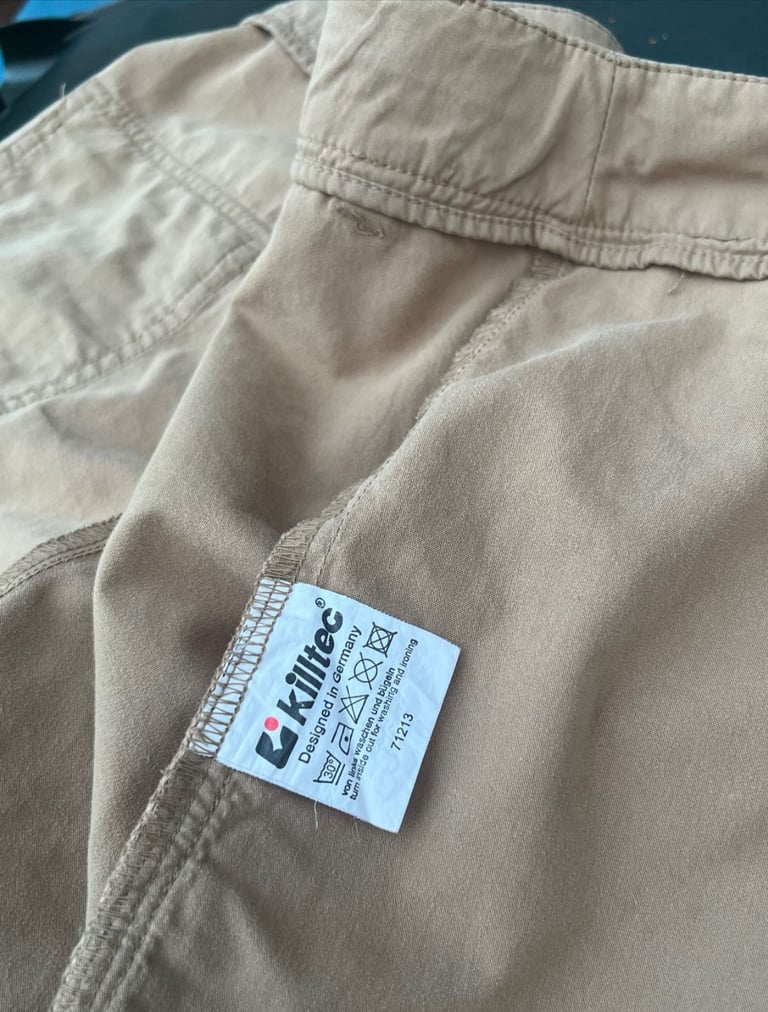 killtec®
Designed in Germany
30°
von links waschen und bügeln
turn inside out for washing and ironing
71213